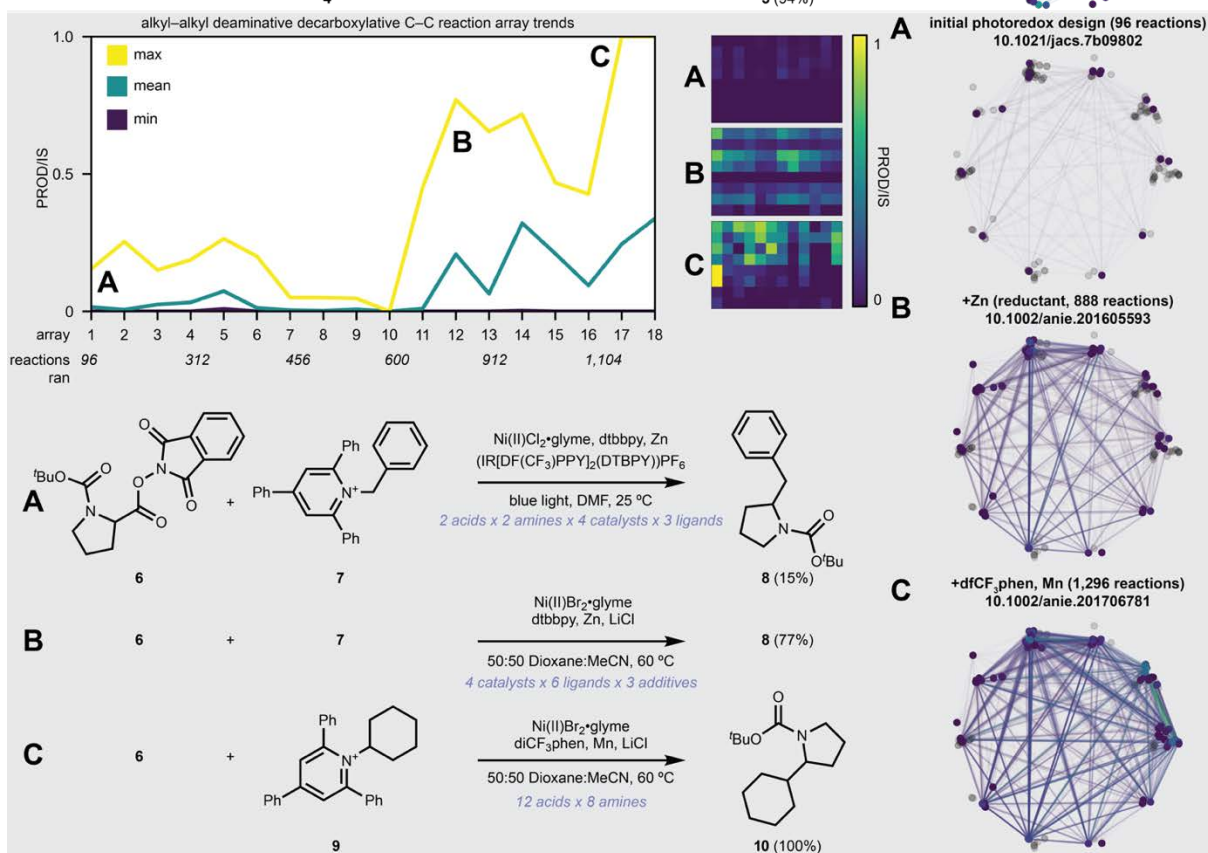 alkyl–alkyl deaminative decarboxylative C–C reaction array trends
1.0
0.5
0
PROD/IS
max
mean
min
A
B
C
1 2 3 4 5 6 7 8 9 10 11 12 13 14 15 16 17 18
array
reactions ran
96 312 456 600 912 1,104
A
B
C
1
0
PROD/IS
A
initial photoredox design (96 reactions)
10.1021/jacs.7b09802
B
+Zn (reductant, 888 reactions)
10.1002/anie.201605593
C
+dfCF₃phen, Mn (1,296 reactions)
10.1002/anie.201706781
A
ᵗBuO
O
N
O
O
O
N
O
6
+
Ph
Ph
N⁺
Ph
7
Ni(II)Cl₂•glyme, dtbbpy, Zn
(IR[DF(CF₃)PPY]₂(DTBPY))PF₆
blue light, DMF, 25 ºC
2 acids x 2 amines x 4 catalysts x 3 ligands
N
O
OᵗBu
8 (15%)
B
6
+
7
Ni(II)Br₂•glyme
dtbbpy, Zn, LiCl
50:50 Dioxane:MeCN, 60 ºC
4 catalysts x 6 ligands x 3 additives
8 (77%)
C
6
+
Ph
N⁺
Ph
Ph
9
Ni(II)Br₂•glyme
diCF₃phen, Mn, LiCl
50:50 Dioxane:MeCN, 60 ºC
12 acids x 8 amines
O
ᵗBuO
N
10 (100%)